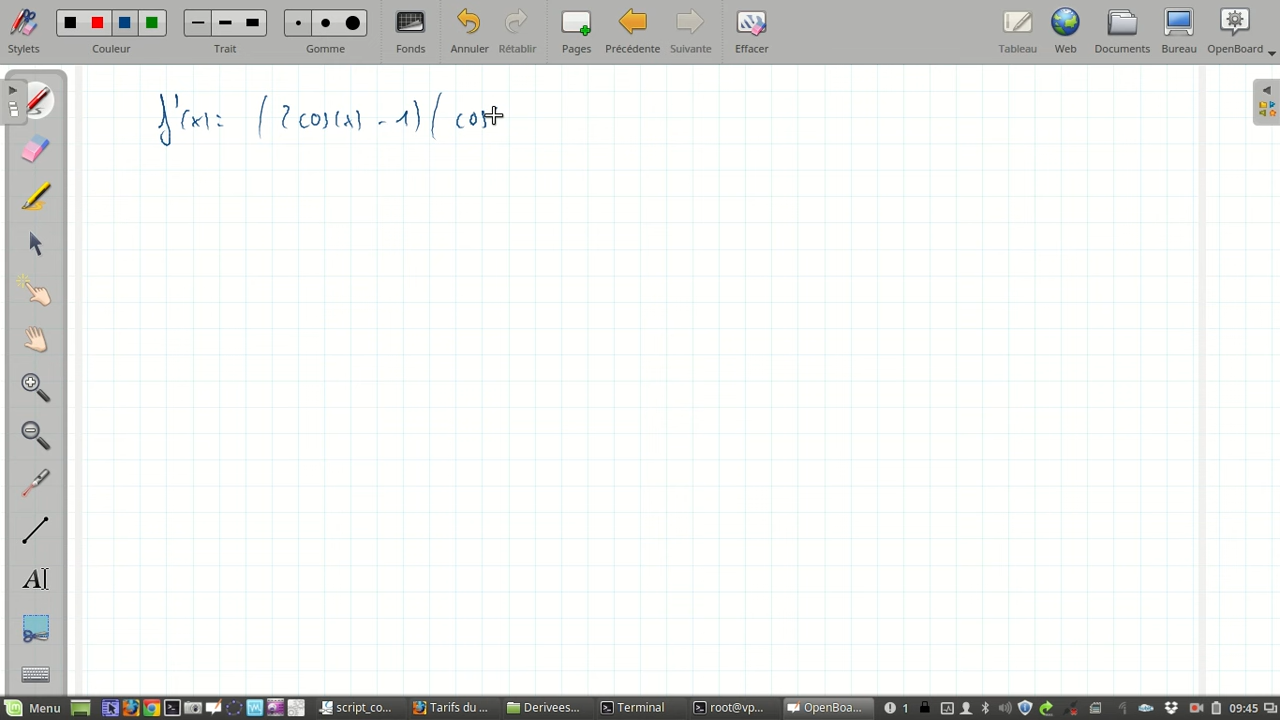 Stylets Couleur Trait Gomme Fonds Annuler Rétablir Pages Précédente Suivante Effacer Tableau Web Documents Bureau OpenBoard
f'(x)= (2cos(x) - 1)( cos
A
Menu script_co... Tarifs du ... Derivees... Terminal root@vp... OpenBoa... 1 09:45